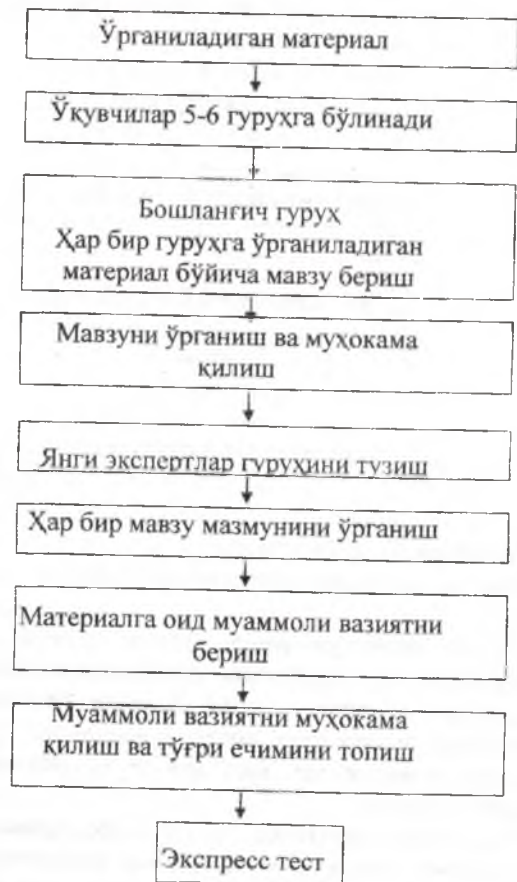 Ўрганиладиган материал
Ўқувчилар 5-6 гуруҳга бўлинади
Бошланғич гуруҳ
Ҳар бир гуруҳга ўрганиладиган
материал бўйича мавзу бериш
Мавзуни ўрганиш ва муҳокама
қилиш
Янги экспертлар гуруҳини тузиш
Ҳар бир мавзу мазмунини ўрганиш
Материалга оид муаммоли вазиятни
бериш
Муаммоли вазиятни муҳокама
қилиш ва тўғри ечимини топиш
Экспресс тест